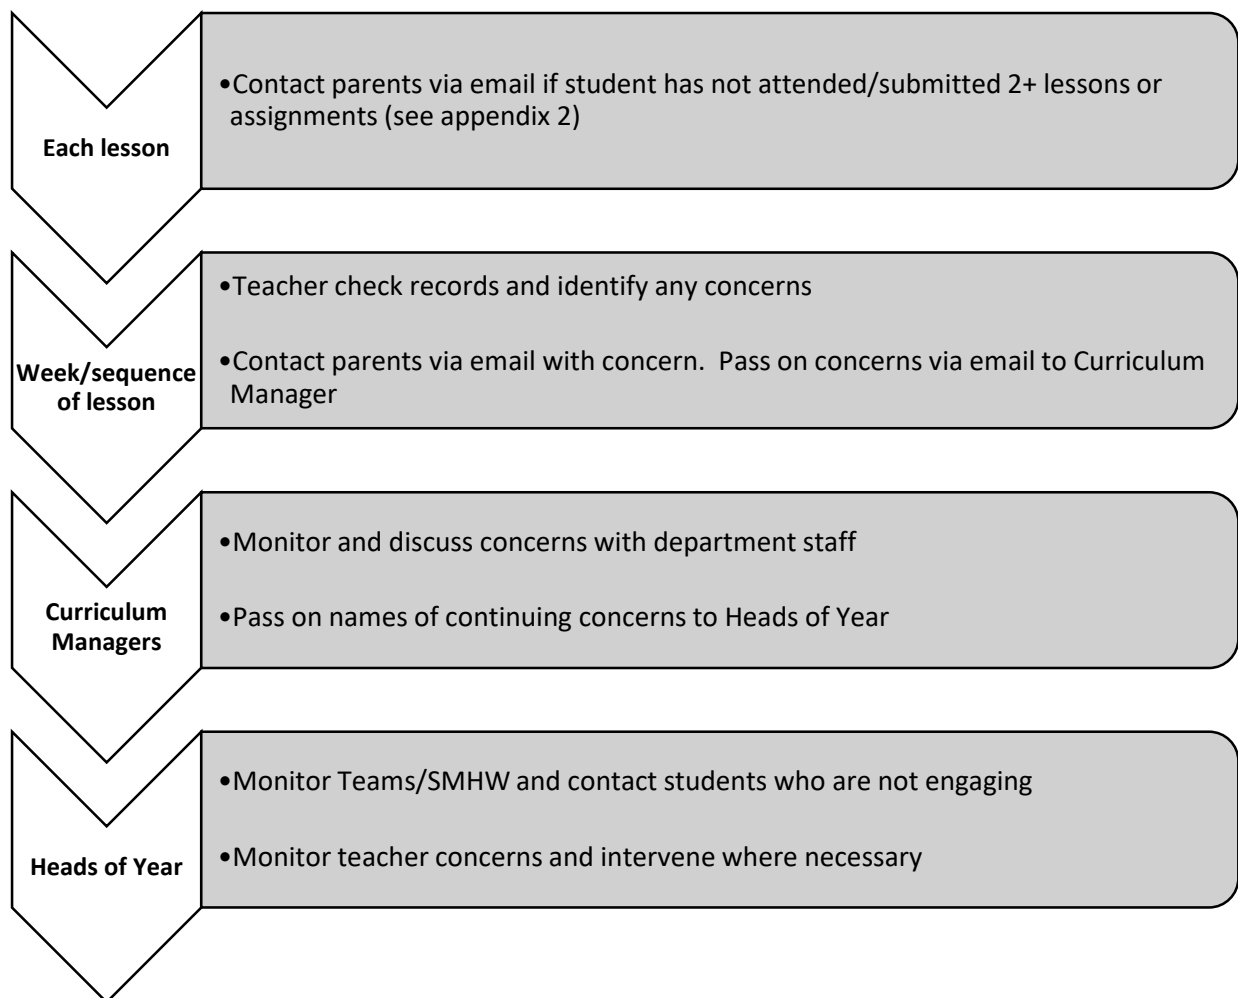 Each lesson
•Contact parents via email if student has not attended/submitted 2+ lessons or
assignments (see appendix 2)
Week/sequence
of lesson
•Teacher check records and identify any concerns
•Contact parents via email with concern.  Pass on concerns via email to Curriculum
Manager
Curriculum
Managers
•Monitor and discuss concerns with department staff
•Pass on names of continuing concerns to Heads of Year
Heads of Year
•Monitor Teams/SMHW and contact students who are not engaging
•Monitor teacher concerns and intervene where necessary